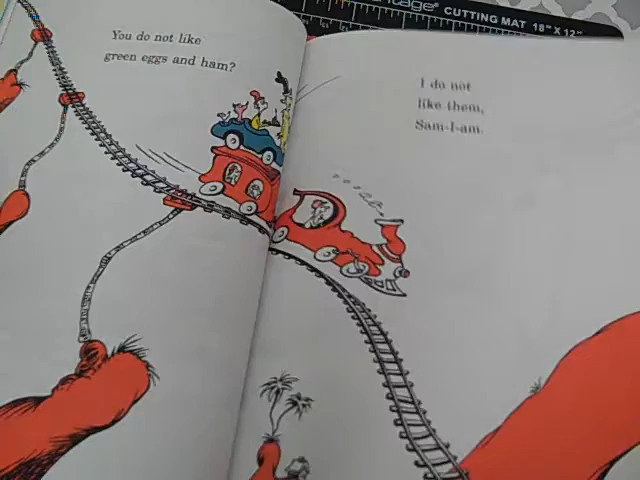 You do not like
green eggs and ham?
I do not
like them,
Sam-I-am.
CUTTING MAT 18" X 12"